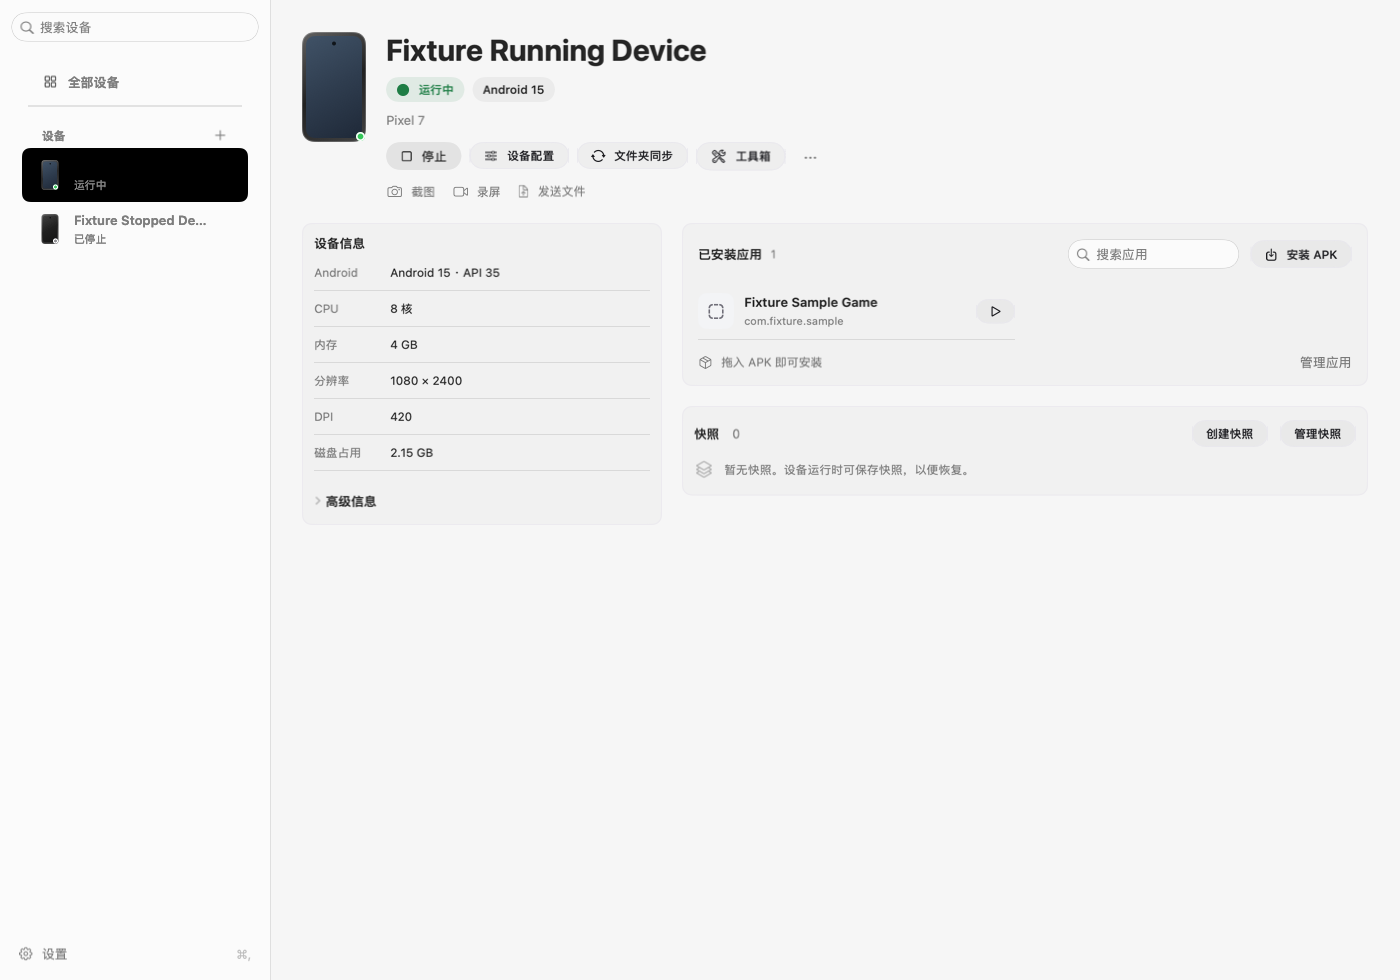 搜索设备
全部设备
设备
运行中
Fixture Stopped De...
已停止
设置
⌘,
Fixture Running Device
运行中
Android 15
Pixel 7
停止
设备配置
文件夹同步
工具箱
截图
录屏
发送文件
设备信息
Android
Android 15 · API 35
CPU
8 核
内存
4 GB
分辨率
1080 × 2400
DPI
420
磁盘占用
2.15 GB
高级信息
已安装应用 1
搜索应用
安装 APK
Fixture Sample Game
com.fixture.sample
拖入 APK 即可安装
管理应用
快照 0
创建快照
管理快照
暂无快照。设备运行时可保存快照，以便恢复。